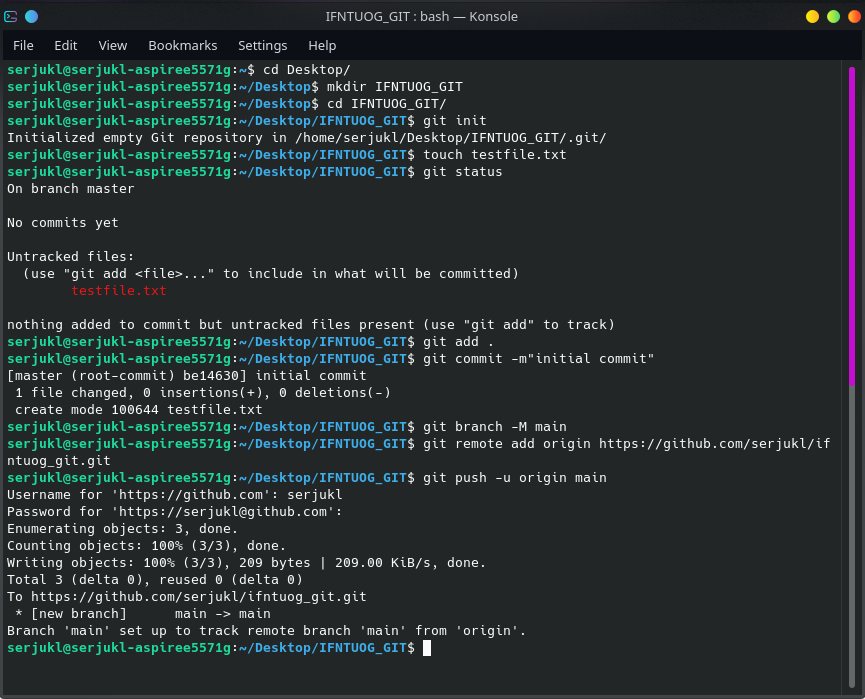 IFNTUOG_GIT : bash — Konsole
File Edit View Bookmarks Settings Help
serjukl@serjukl-aspiree5571g:~$ cd Desktop/
serjukl@serjukl-aspiree5571g:~/Desktop$ mkdir IFNTUOG_GIT
serjukl@serjukl-aspiree5571g:~/Desktop$ cd IFNTUOG_GIT/
serjukl@serjukl-aspiree5571g:~/Desktop/IFNTUOG_GIT$ git init
Initialized empty Git repository in /home/serjukl/Desktop/IFNTUOG_GIT/.git/
serjukl@serjukl-aspiree5571g:~/Desktop/IFNTUOG_GIT$ touch testfile.txt
serjukl@serjukl-aspiree5571g:~/Desktop/IFNTUOG_GIT$ git status
On branch master
No commits yet
Untracked files:
  (use "git add <file>..." to include in what will be committed)
        testfile.txt
nothing added to commit but untracked files present (use "git add" to track)
serjukl@serjukl-aspiree5571g:~/Desktop/IFNTUOG_GIT$ git add .
serjukl@serjukl-aspiree5571g:~/Desktop/IFNTUOG_GIT$ git commit -m"initial commit"
[master (root-commit) be14630] initial commit
 1 file changed, 0 insertions(+), 0 deletions(-)
 create mode 100644 testfile.txt
serjukl@serjukl-aspiree5571g:~/Desktop/IFNTUOG_GIT$ git branch -M main
serjukl@serjukl-aspiree5571g:~/Desktop/IFNTUOG_GIT$ git remote add origin https://github.com/serjukl/if
ntuog_git.git
serjukl@serjukl-aspiree5571g:~/Desktop/IFNTUOG_GIT$ git push -u origin main
Username for 'https://github.com': serjukl
Password for 'https://serjukl@github.com':
Enumerating objects: 3, done.
Counting objects: 100% (3/3), done.
Writing objects: 100% (3/3), 209 bytes | 209.00 KiB/s, done.
Total 3 (delta 0), reused 0 (delta 0)
To https://github.com/serjukl/ifntuog_git.git
 * [new branch]      main -> main
Branch 'main' set up to track remote branch 'main' from 'origin'.
serjukl@serjukl-aspiree5571g:~/Desktop/IFNTUOG_GIT$